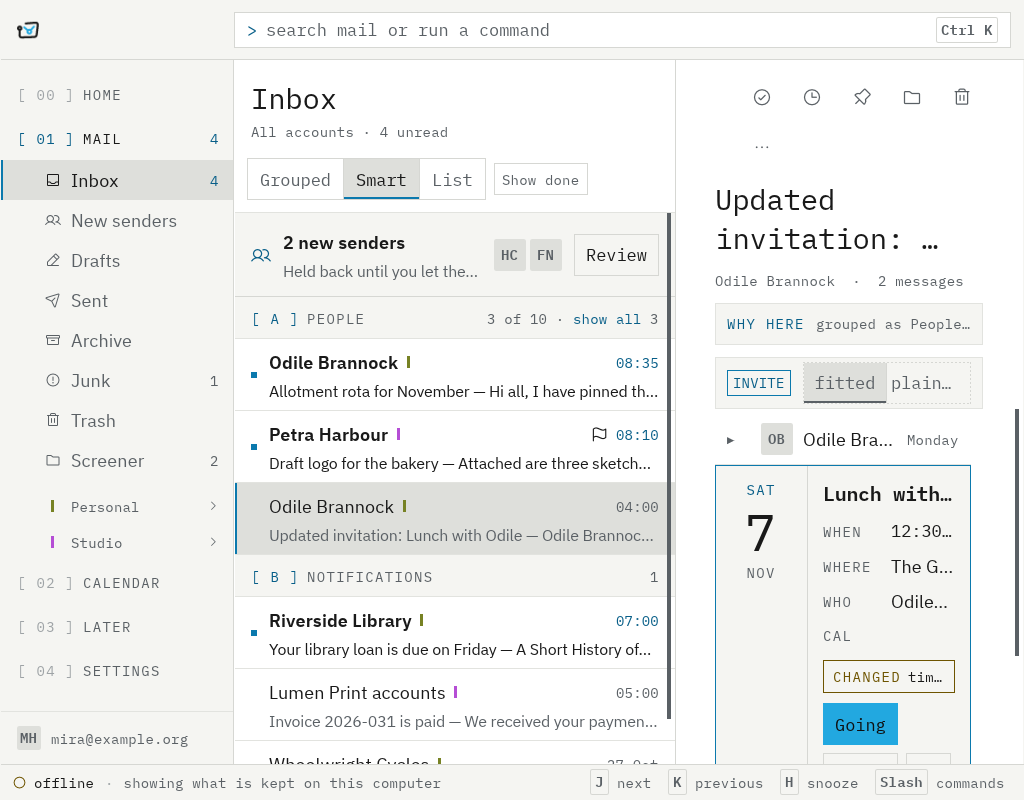 > search mail or run a command Ctrl K
[ 00 ] HOME
[ 01 ] MAIL 4
Inbox 4
New senders
Drafts
Sent
Archive
Junk 1
Trash
Screener 2
Personal
Studio
[ 02 ] CALENDAR
[ 03 ] LATER
[ 04 ] SETTINGS
MH mira@example.org
Inbox
All accounts · 4 unread
Grouped Smart List Show done
2 new senders
Held back until you let the… HC FN Review
[ A ] PEOPLE 3 of 10 · show all 3
Odile Brannock 08:35
Allotment rota for November — Hi all, I have pinned th…
Petra Harbour 08:10
Draft logo for the bakery — Attached are three sketch…
Odile Brannock 04:00
Updated invitation: Lunch with Odile — Odile Brannoc…
[ B ] NOTIFICATIONS 1
Riverside Library 07:00
Your library loan is due on Friday — A Short History of…
Lumen Print accounts 05:00
Invoice 2026-031 is paid — We received your paymen…
Wheelwright Cycles 27 Oct
…
Updated
invitation: …
Odile Brannock · 2 messages
WHY HERE grouped as People…
INVITE fitted plain…
OB Odile Bra… Monday
SAT
7
NOV
Lunch with…
WHEN 12:30…
WHERE The G…
WHO Odile…
CAL
CHANGED tim…
Going
offline · showing what is kept on this computer
J next K previous H snooze Slash commands